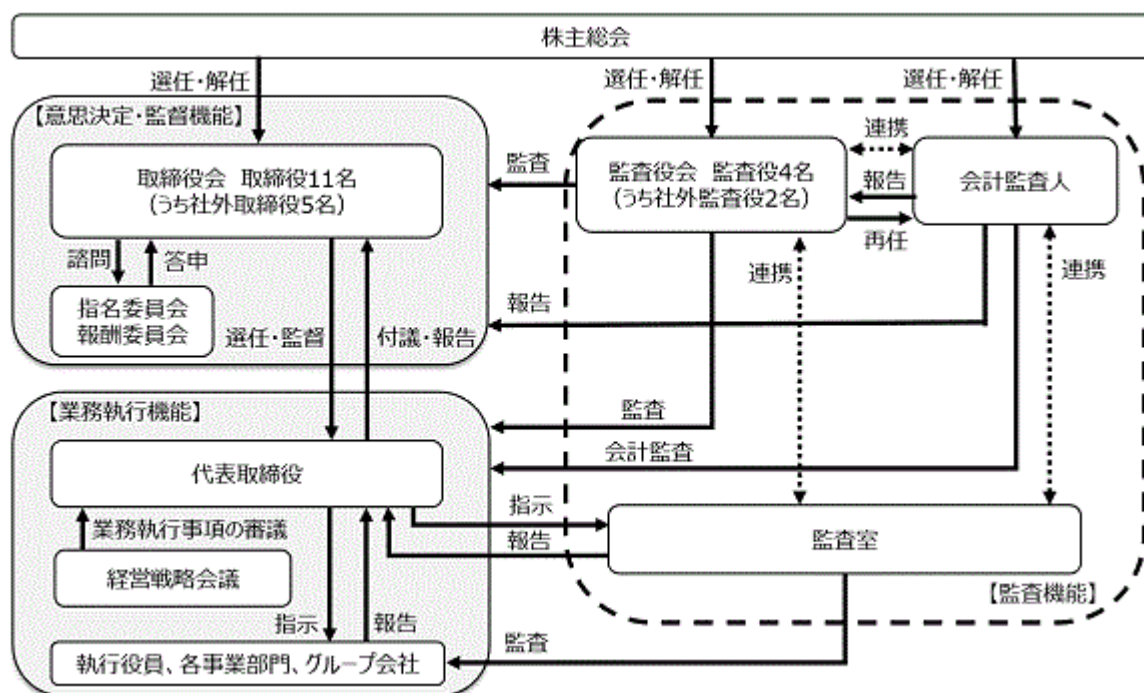 株主総会
選任・解任
選任・解任
選任・解任
【意思決定・監督機能】
取締役会 取締役11名
(うち社外取締役5名)
監査
監査役会 監査役4名
(うち社外監査役2名)
連携
報告
再任
会計監査人
諮問
答申
連携
連携
指名委員会
報酬委員会
報告
選任・監督
付議・報告
【業務執行機能】
監査
会計監査
代表取締役
指示
報告
業務執行事項の審議
監査室
経営戦略会議
【監査機能】
指示
報告
監査
執行役員、各事業部門、グループ会社